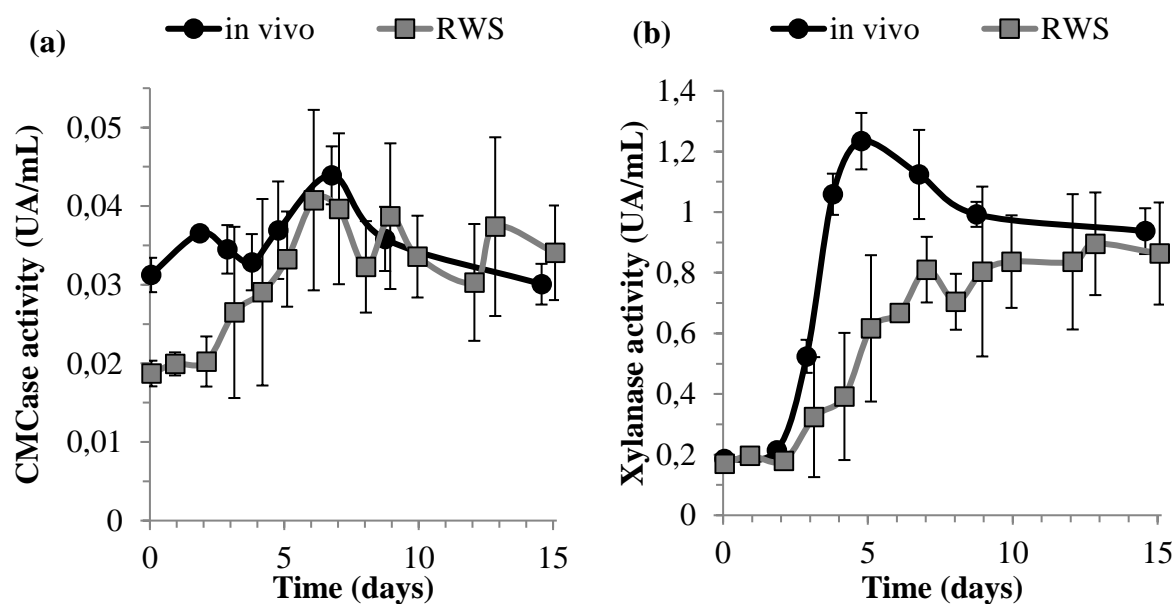 (a) in vivo RWS
CMCase activity (UA/mL)
0,05
0,04
0,03
0,02
0,01
0
0 5 10 15
Time (days)
(b) in vivo RWS
Xylanase activity (UA/mL)
1,4
1,2
1
0,8
0,6
0,4
0,2
0
0 5 10 15
Time (days)